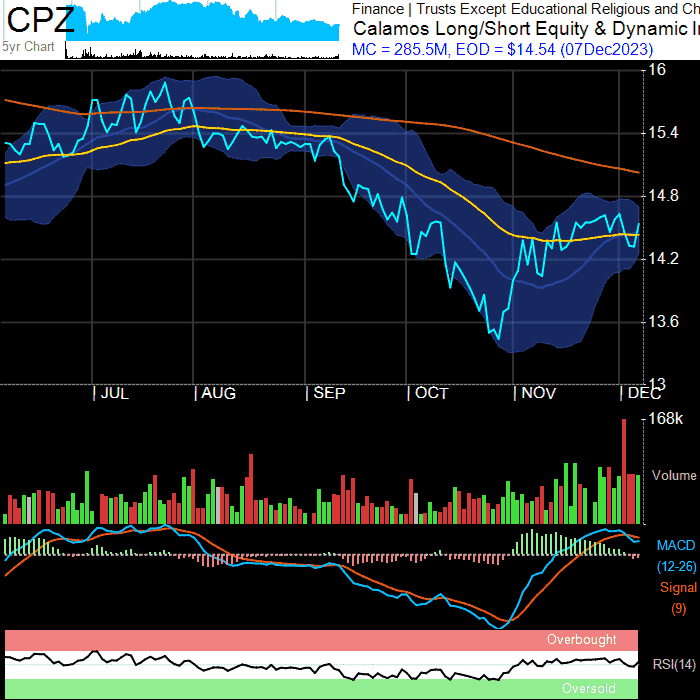 CPZ
5yr Chart
Finance | Trusts Except Educational Religious and Ch
Calamos Long/Short Equity & Dynamic In
MC = 285.5M, EOD = $14.54 (07Dec2023)
16
15.4
14.8
14.2
13.6
13
JUL AUG SEP OCT NOV DEC
168k
Volume
MACD
(12-26)
Signal
(9)
Overbought
RSI(14)
Oversold